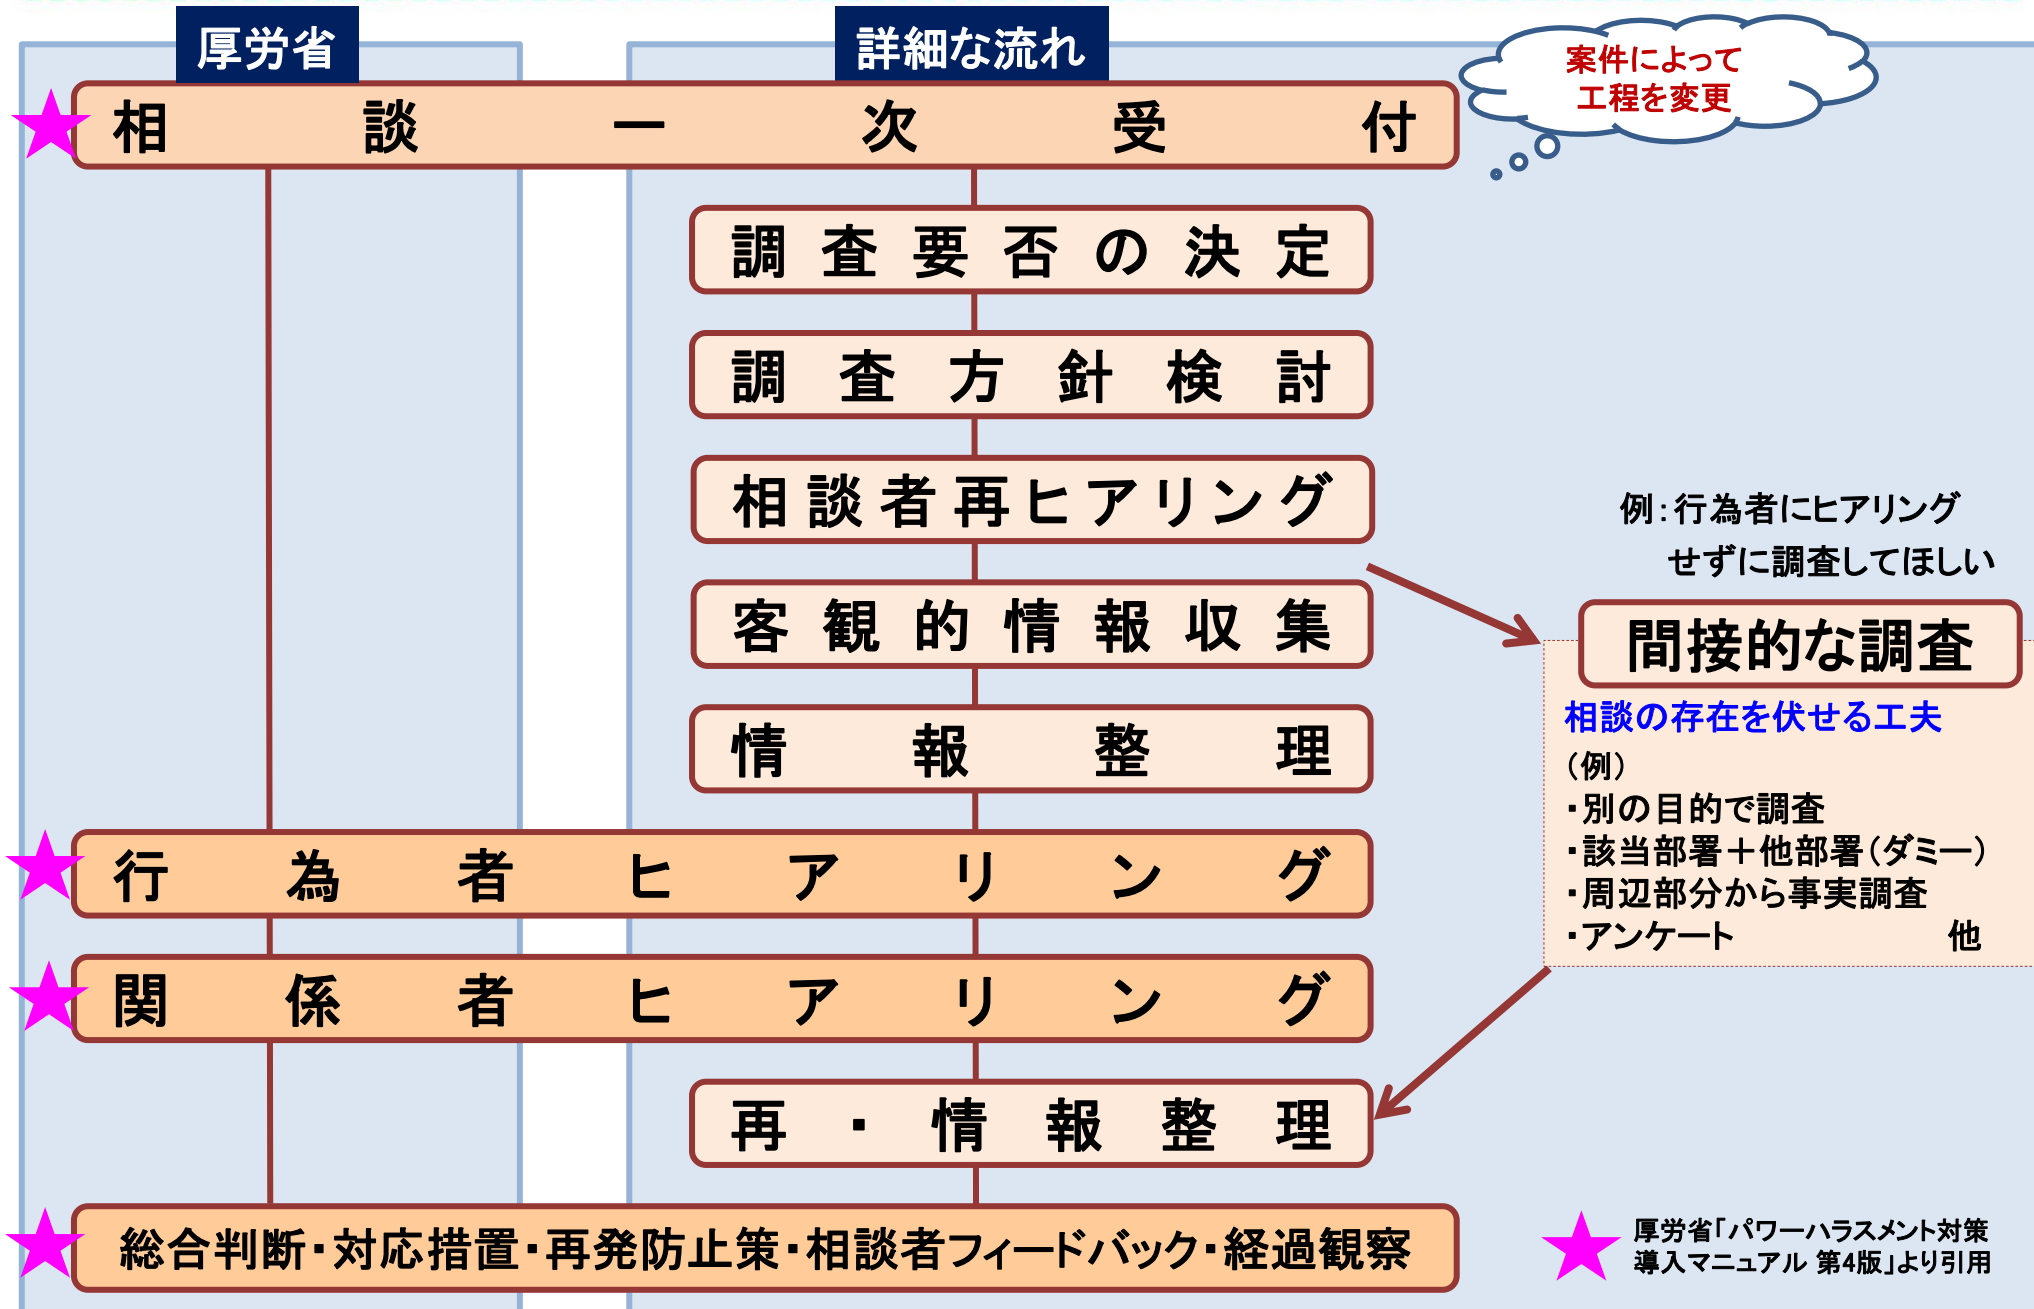 厚労省
詳細な流れ
案件によって
工程を変更
相談一次受付
調査要否の決定
調査方針検討
相談者再ヒアリング
例：行為者にヒアリング
せずに調査してほしい
客観的情報収集
間接的な調査
相談の存在を伏せる工夫
（例）
・別の目的で調査
・該当部署＋他部署（ダミー）
・周辺部分から事実調査
・アンケート　他
情報整理
行為者ヒアリング
関係者ヒアリング
再・情報整理
総合判断・対応措置・再発防止策・相談者フィードバック・経過観察
厚労省「パワーハラスメント対策
導入マニュアル 第4版」より引用